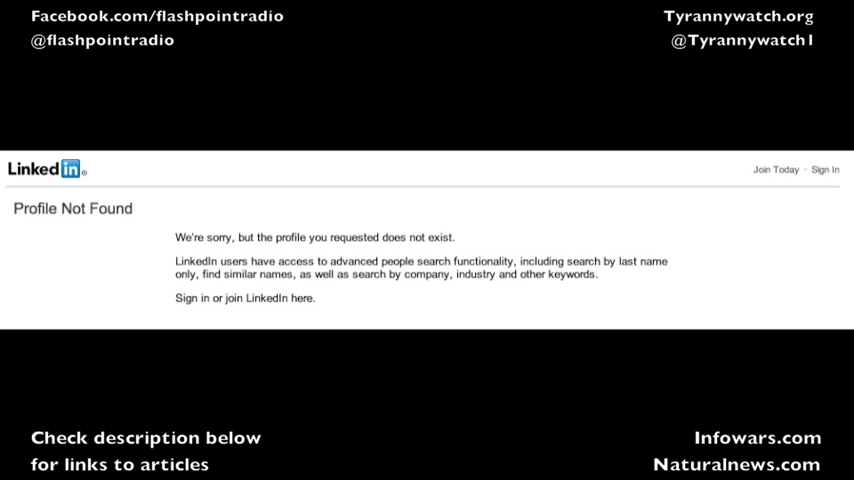 Facebook.com/flashpointradio
@flashpointradio
Tyrannywatch.org
@Tyrannywatch1
Linked in®
Join Today · Sign In
Profile Not Found
We're sorry, but the profile you requested does not exist.
LinkedIn users have access to advanced people search functionality, including search by last name
only, find similar names, as well as search by company, industry and other keywords.
Sign in or join LinkedIn here.
Check description below
for links to articles
Infowars.com
Naturalnews.com